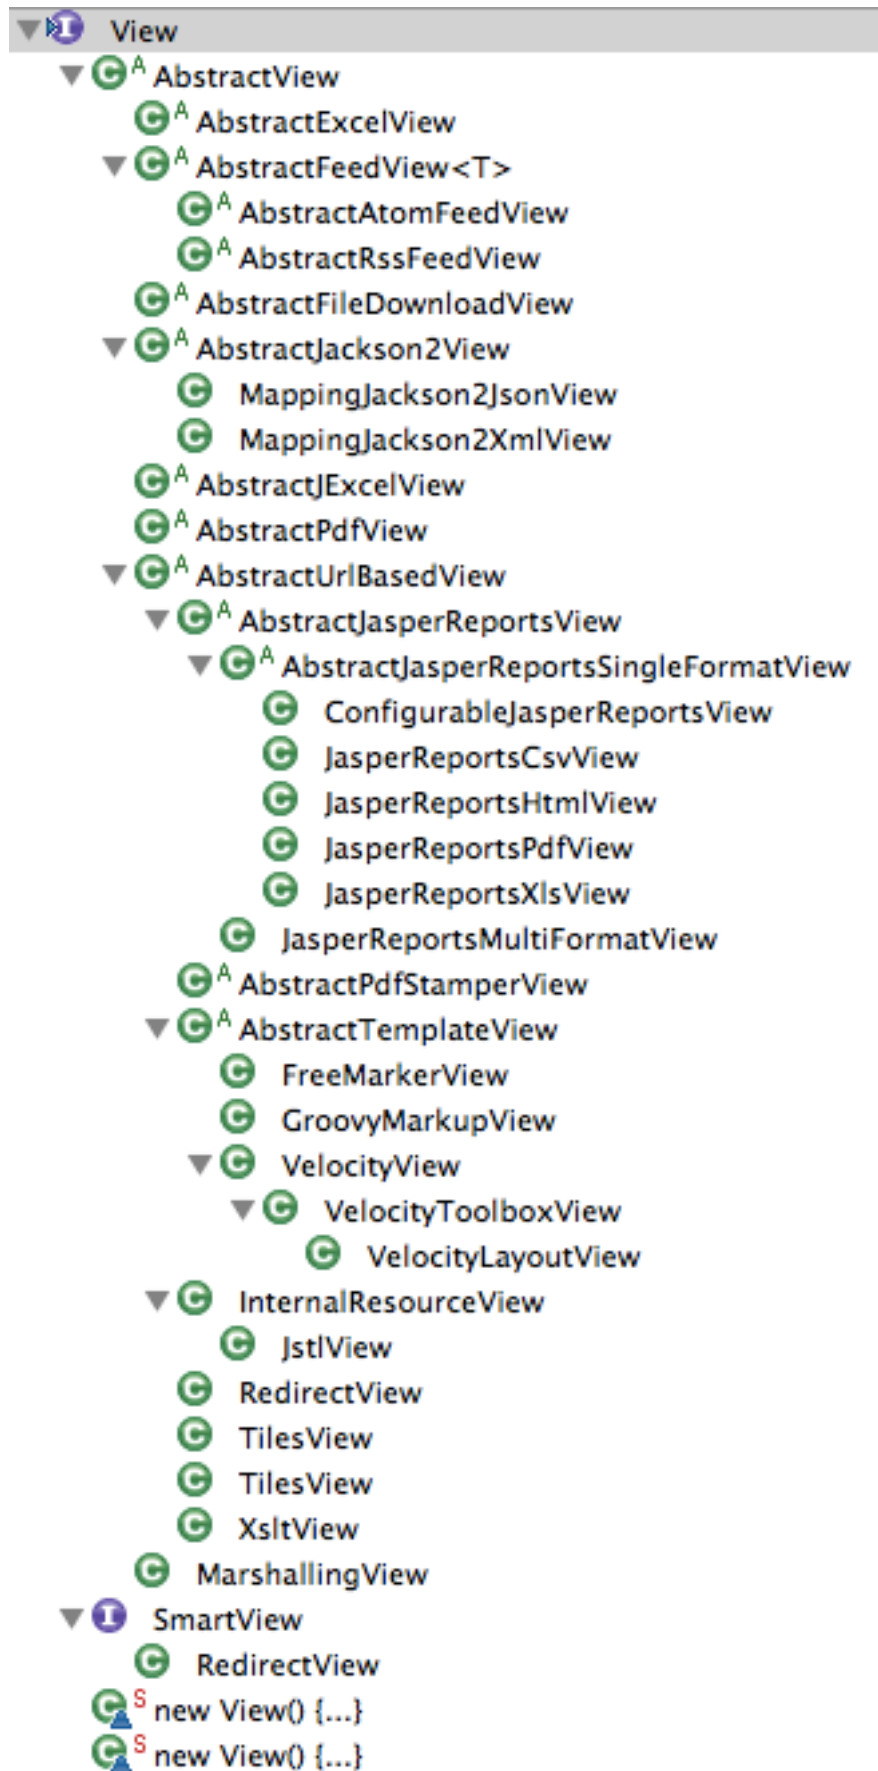 I View
C A AbstractView
C A AbstractExcelView
C A AbstractFeedView<T>
C A AbstractAtomFeedView
C A AbstractRssFeedView
C A AbstractFileDownloadView
C A AbstractJackson2View
C MappingJackson2JsonView
C MappingJackson2XmlView
C A AbstractJExcelView
C A AbstractPdfView
C A AbstractUrlBasedView
C A AbstractJasperReportsView
C A AbstractJasperReportsSingleFormatView
C ConfigurableJasperReportsView
C JasperReportsCsvView
C JasperReportsHtmlView
C JasperReportsPdfView
C JasperReportsXlsView
C JasperReportsMultiFormatView
C A AbstractPdfStamperView
C A AbstractTemplateView
C FreeMarkerView
C GroovyMarkupView
C VelocityView
C VelocityToolboxView
C VelocityLayoutView
C InternalResourceView
C JstlView
C RedirectView
C TilesView
C TilesView
C XsltView
C MarshallingView
I SmartView
C RedirectView
C S new View() {...}
C S new View() {...}